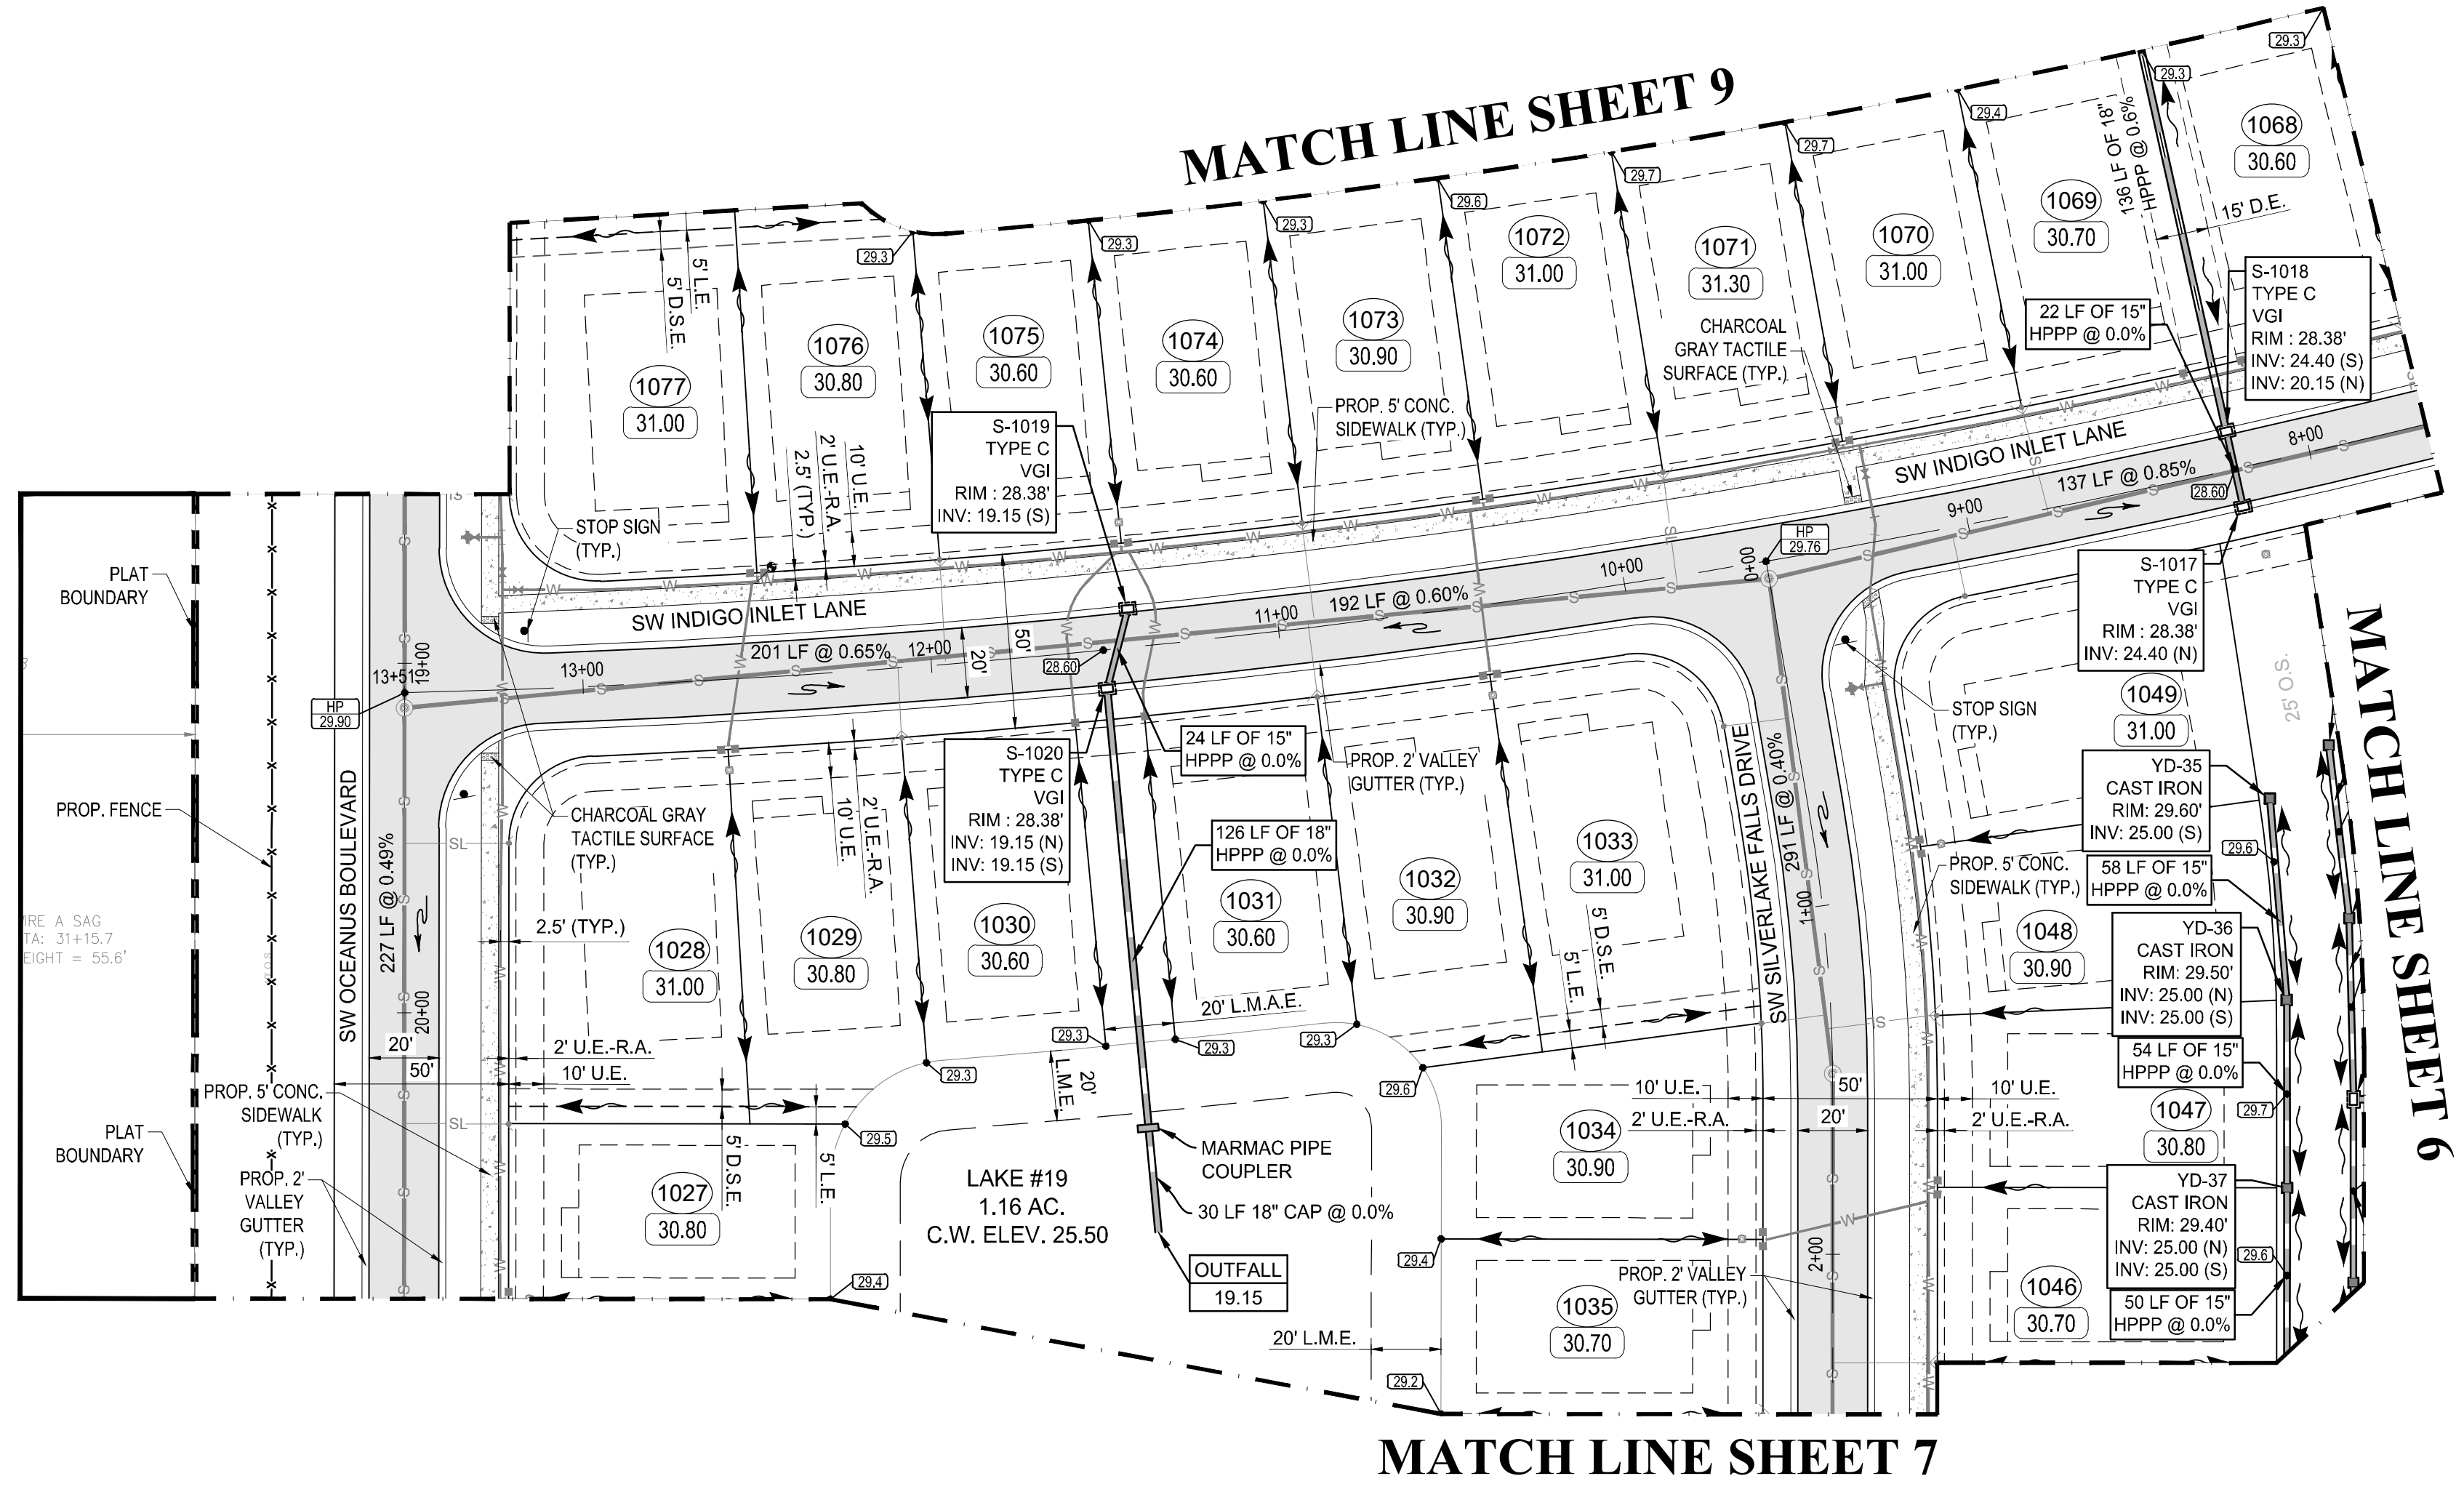 MATCH LINE SHEET 9
29.3
29.3
29.4
29.7
29.7
29.6
29.3
29.3
29.3
136 LF OF 18"
HPPP @ 0.6%
15' D.E.
1068
30.60
1069
30.70
1070
31.00
1071
31.30
1072
31.00
1073
30.90
1074
30.60
1075
30.60
1076
30.80
1077
31.00
5' L.E.
5' D.S.E.
S-1018
TYPE C
VGI
RIM : 28.38'
INV: 24.40 (S)
INV: 20.15 (N)
22 LF OF 15"
HPPP @ 0.0%
CHARCOAL
GRAY TACTILE
SURFACE (TYP.)
PROP. 5' CONC.
SIDEWALK (TYP.)
S-1019
TYPE C
VGI
RIM : 28.38'
INV: 19.15 (S)
10' U.E.
2' U.E.-R.A.
2.5' (TYP.)
STOP SIGN
(TYP.)
SW INDIGO INLET LANE
SW INDIGO INLET LANE
8+00
137 LF @ 0.85%
28.60
9+00
HP
29.76
0+00
10+00
192 LF @ 0.60%
11+00
50'
20'
12+00
201 LF @ 0.65%
13+00
28.60
13+51
19+00
HP
29.90
PLAT
BOUNDARY
PROP. FENCE
S-1017
TYPE C
VGI
RIM : 28.38'
INV: 24.40 (N)
1049
31.00
25' O.S.
MATCH LINE SHEET 6
STOP SIGN
(TYP.)
YD-35
CAST IRON
RIM: 29.60'
INV: 25.00 (S)
29.6
58 LF OF 15"
HPPP @ 0.0%
PROP. 5' CONC.
SIDEWALK (TYP.)
YD-36
CAST IRON
RIM: 29.50'
INV: 25.00 (N)
INV: 25.00 (S)
1048
30.90
54 LF OF 15"
HPPP @ 0.0%
29.7
1047
30.80
YD-37
CAST IRON
RIM: 29.40'
INV: 25.00 (N)
INV: 25.00 (S)
29.6
1046
30.70
50 LF OF 15"
HPPP @ 0.0%
S-1020
TYPE C
VGI
RIM : 28.38'
INV: 19.15 (N)
INV: 19.15 (S)
24 LF OF 15"
HPPP @ 0.0%
PROP. 2' VALLEY
GUTTER (TYP.)
126 LF OF 18"
HPPP @ 0.0%
SW SILVERLAKE FALLS DRIVE
291 LF @ 0.40%
1+00
2+00
1033
31.00
1032
30.90
1031
30.60
1030
30.60
1029
30.80
1028
31.00
CHARCOAL GRAY
TACTILE SURFACE
(TYP.)
10' U.E.
2' U.E.-R.A.
SL
2.5' (TYP.)
SW OCEANUS BOULEVARD
227 LF @ 0.49%
20+00
20'
50'
2' U.E.-R.A.
10' U.E.
SL
IRE A SAG
TA: 31+15.7
EIGHT = 55.6'
5' D.S.E.
5' L.E.
20' L.M.A.E.
29.3
29.3
29.3
29.3
29.6
20'
L.M.E.
10' U.E.
50'
10' U.E.
2' U.E.-R.A.
20'
2' U.E.-R.A.
1034
30.90
1035
30.70
29.4
29.2
PROP. 2' VALLEY
GUTTER (TYP.)
20' L.M.E.
MARMAC PIPE
COUPLER
30 LF 18" CAP @ 0.0%
LAKE #19
1.16 AC.
C.W. ELEV. 25.50
OUTFALL
19.15
29.5
29.4
5' D.S.E.
5' L.E.
1027
30.80
PROP. 5' CONC.
SIDEWALK
(TYP.)
PLAT
BOUNDARY
PROP. 2'
VALLEY
GUTTER
(TYP.)
MATCH LINE SHEET 7